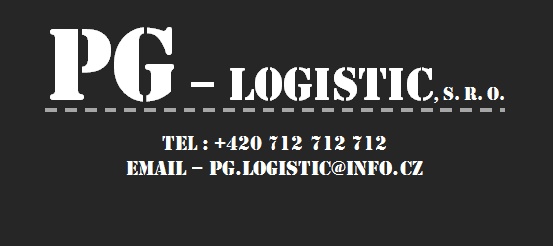 PG – LOGISTIC, S. R. O.
TEL : +420 712 712 712
EMAIL – PG.LOGISTIC@INFO.CZ